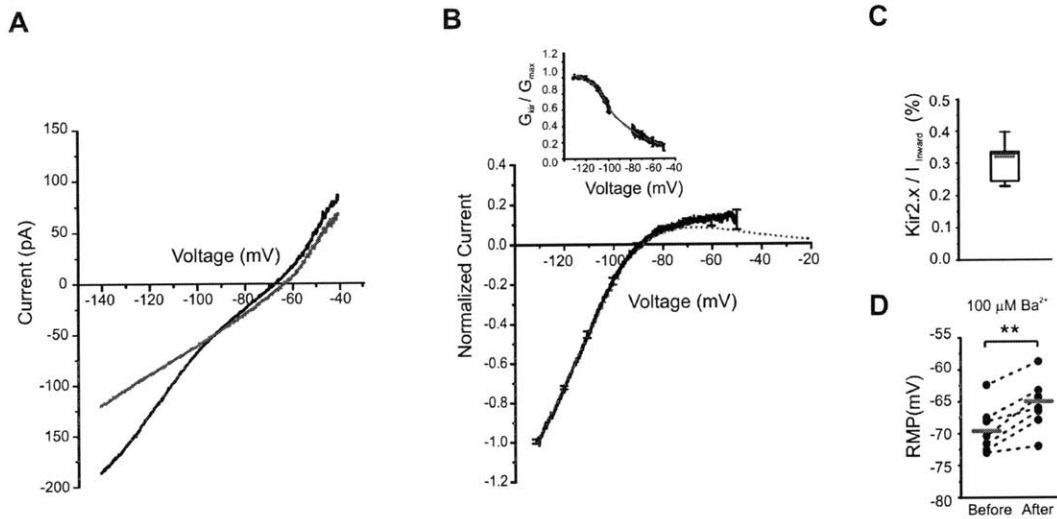 A
Current (pA)
150
100
50
0
50
-100
-150
-200
Voltage (mV)
-140 -120 -100 -80 -60 -40
B
G_kir / G_max
1.2
1.0
0.8
0.6
0.4
0.2
0.0
-120 -100 -80 -60 -40
Voltage (mV)
Normalized Current
0.4
0.2
0.0
-0.2
-0.4
-0.6
-0.8
-1.0
-1.2
-120 -100 -80 -60 -40 -20
Voltage (mV)
C
Kir2.x / I_Inward (%)
0.5
0.4
0.3
0.2
0.1
0.0
D
100 μM Ba²⁺
**
RMP(mV)
-55
-60
-65
-70
-75
-80
Before After